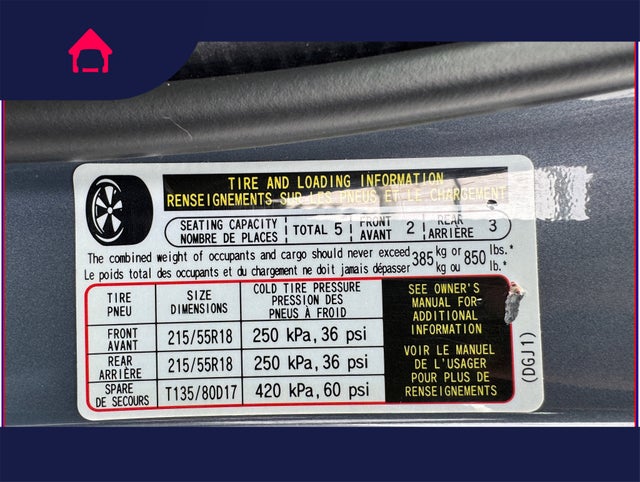 TIRE AND LOADING INFORMATION
RENSEIGNEMENTS SUR LES PNEUS ET LE CHARGEMENT
SEATING CAPACITY
NOMBRE DE PLACES
TOTAL 5
FRONT
AVANT
2
REAR
ARRIÈRE
3
The combined weight of occupants and cargo should never exceed 385 kg or 850 lbs.*
Le poids total des occupants et du chargement ne doit jamais dépasser kg ou lb.*
TIRE
PNEU
SIZE
DIMENSIONS
COLD TIRE PRESSURE
PRESSION DES
PNEUS À FROID
FRONT
AVANT
215/55R18
250 kPa, 36 psi
REAR
ARRIÈRE
215/55R18
250 kPa, 36 psi
SPARE
DE SECOURS
T135/80D17
420 kPa, 60 psi
SEE OWNER'S
MANUAL FOR
ADDITIONAL
INFORMATION
VOIR LE MANUEL
DE L'USAGER
POUR PLUS DE
RENSEIGNEMENTS
(DGJ1)